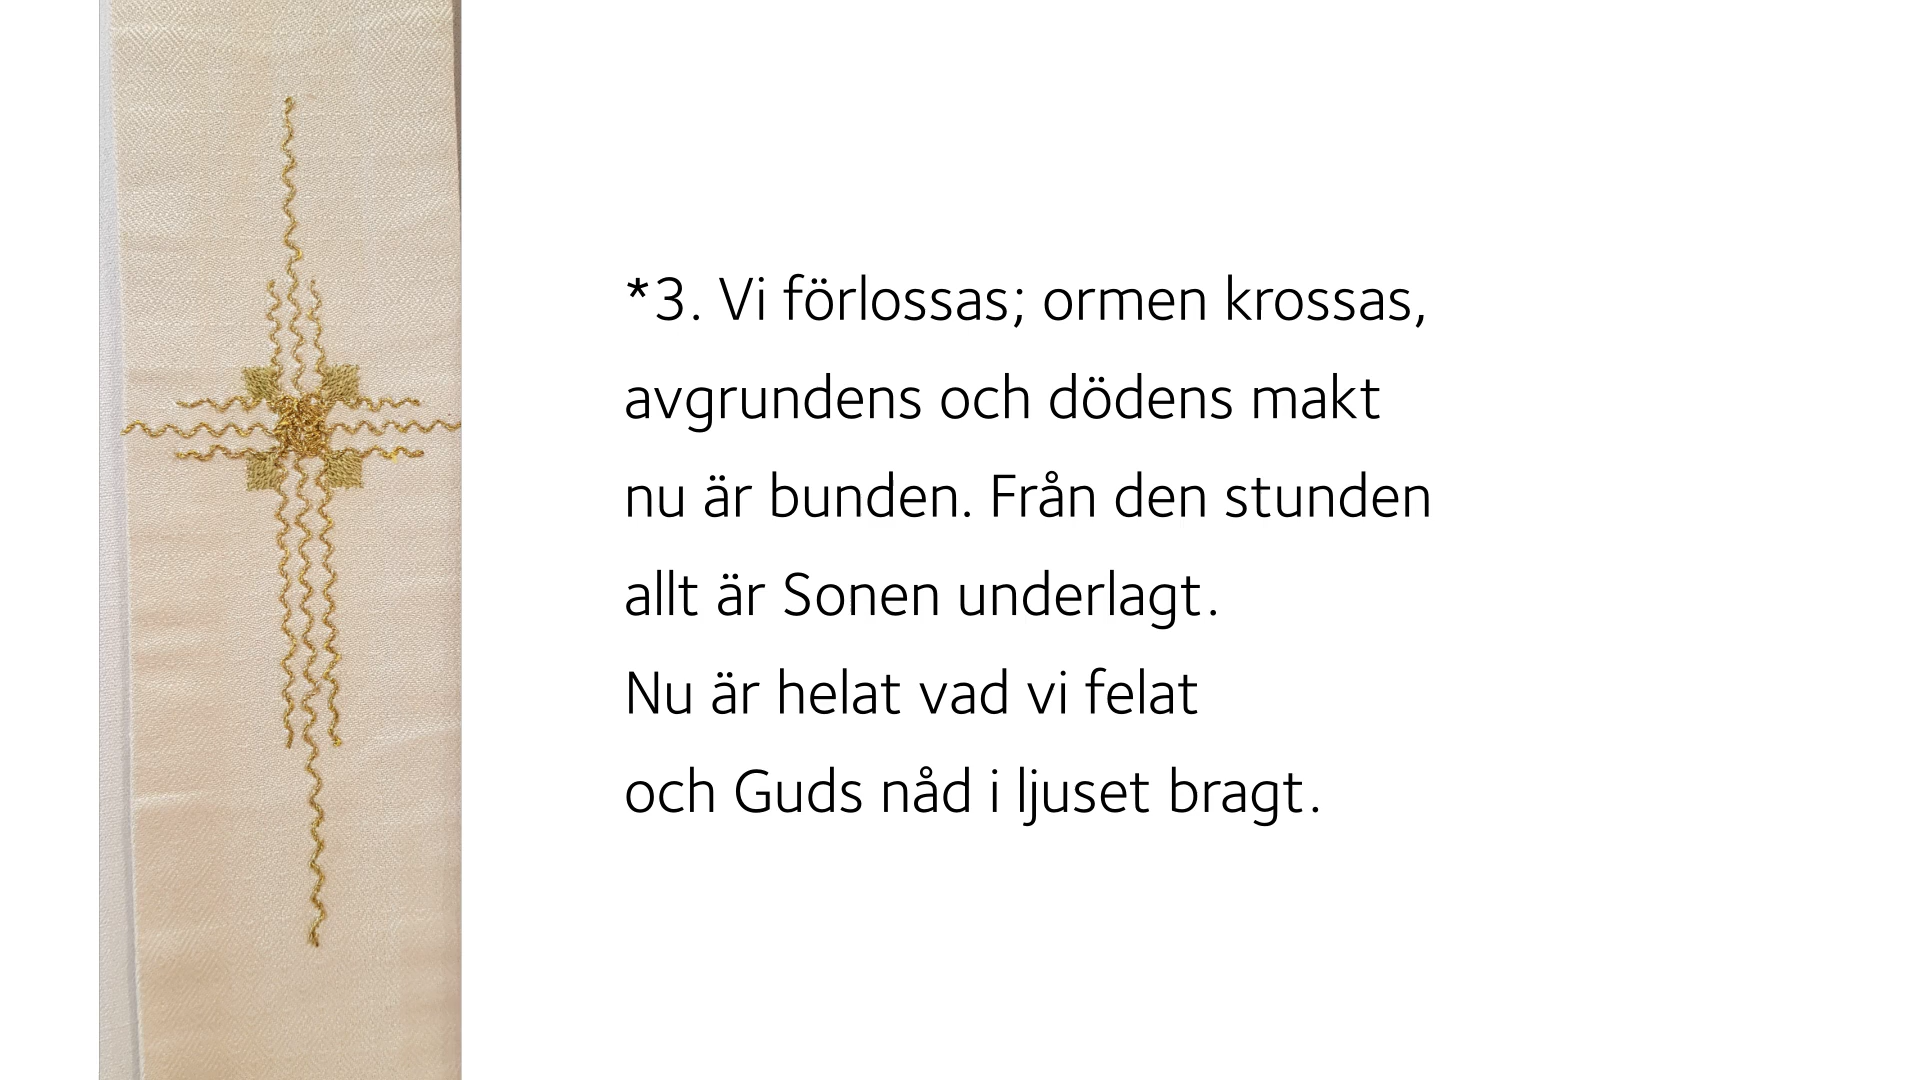 *3. Vi förlossas; ormen krossas,
avgrundens och dödens makt
nu är bunden. Från den stunden
allt är Sonen underlagt.
Nu är helat vad vi felat
och Guds nåd i ljuset bragt.